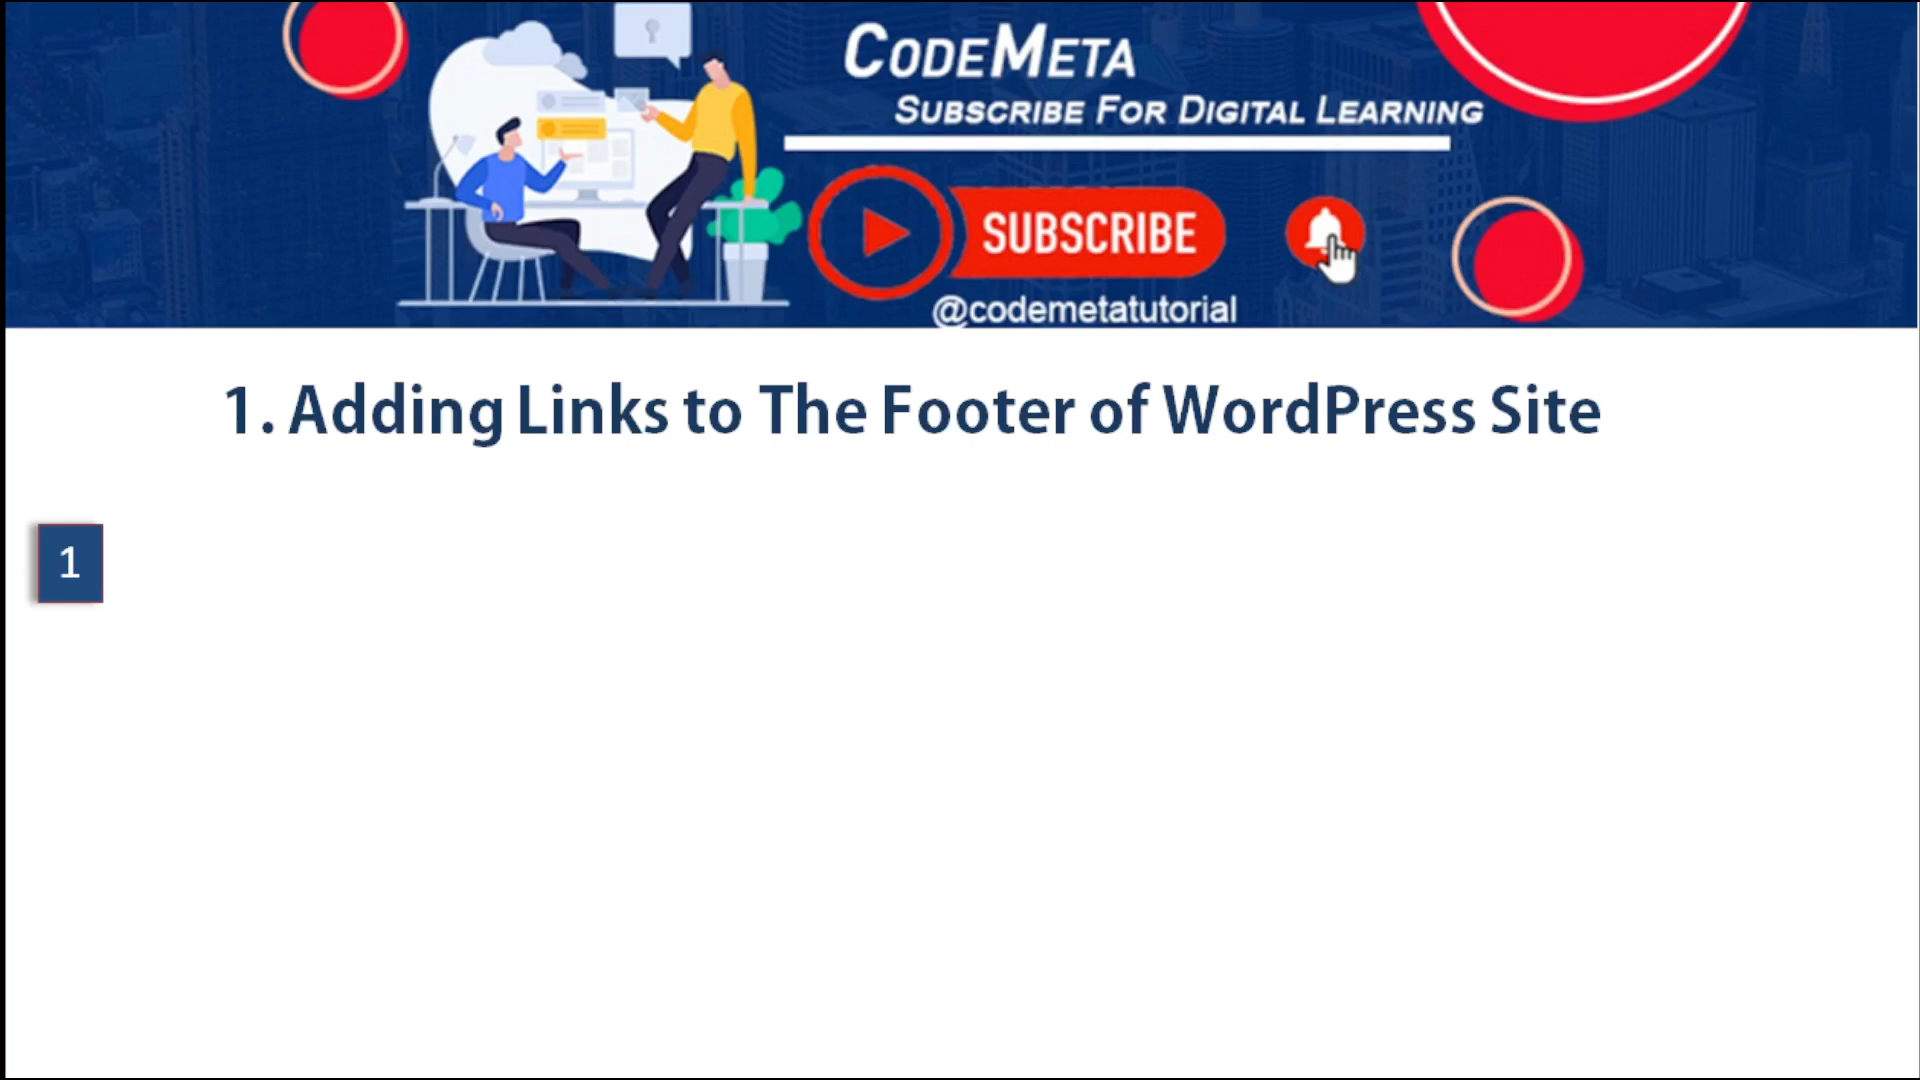 CODEMETA
SUBSCRIBE FOR DIGITAL LEARNING
SUBSCRIBE
@codemetatutorial
1. Adding Links to The Footer of WordPress Site
1